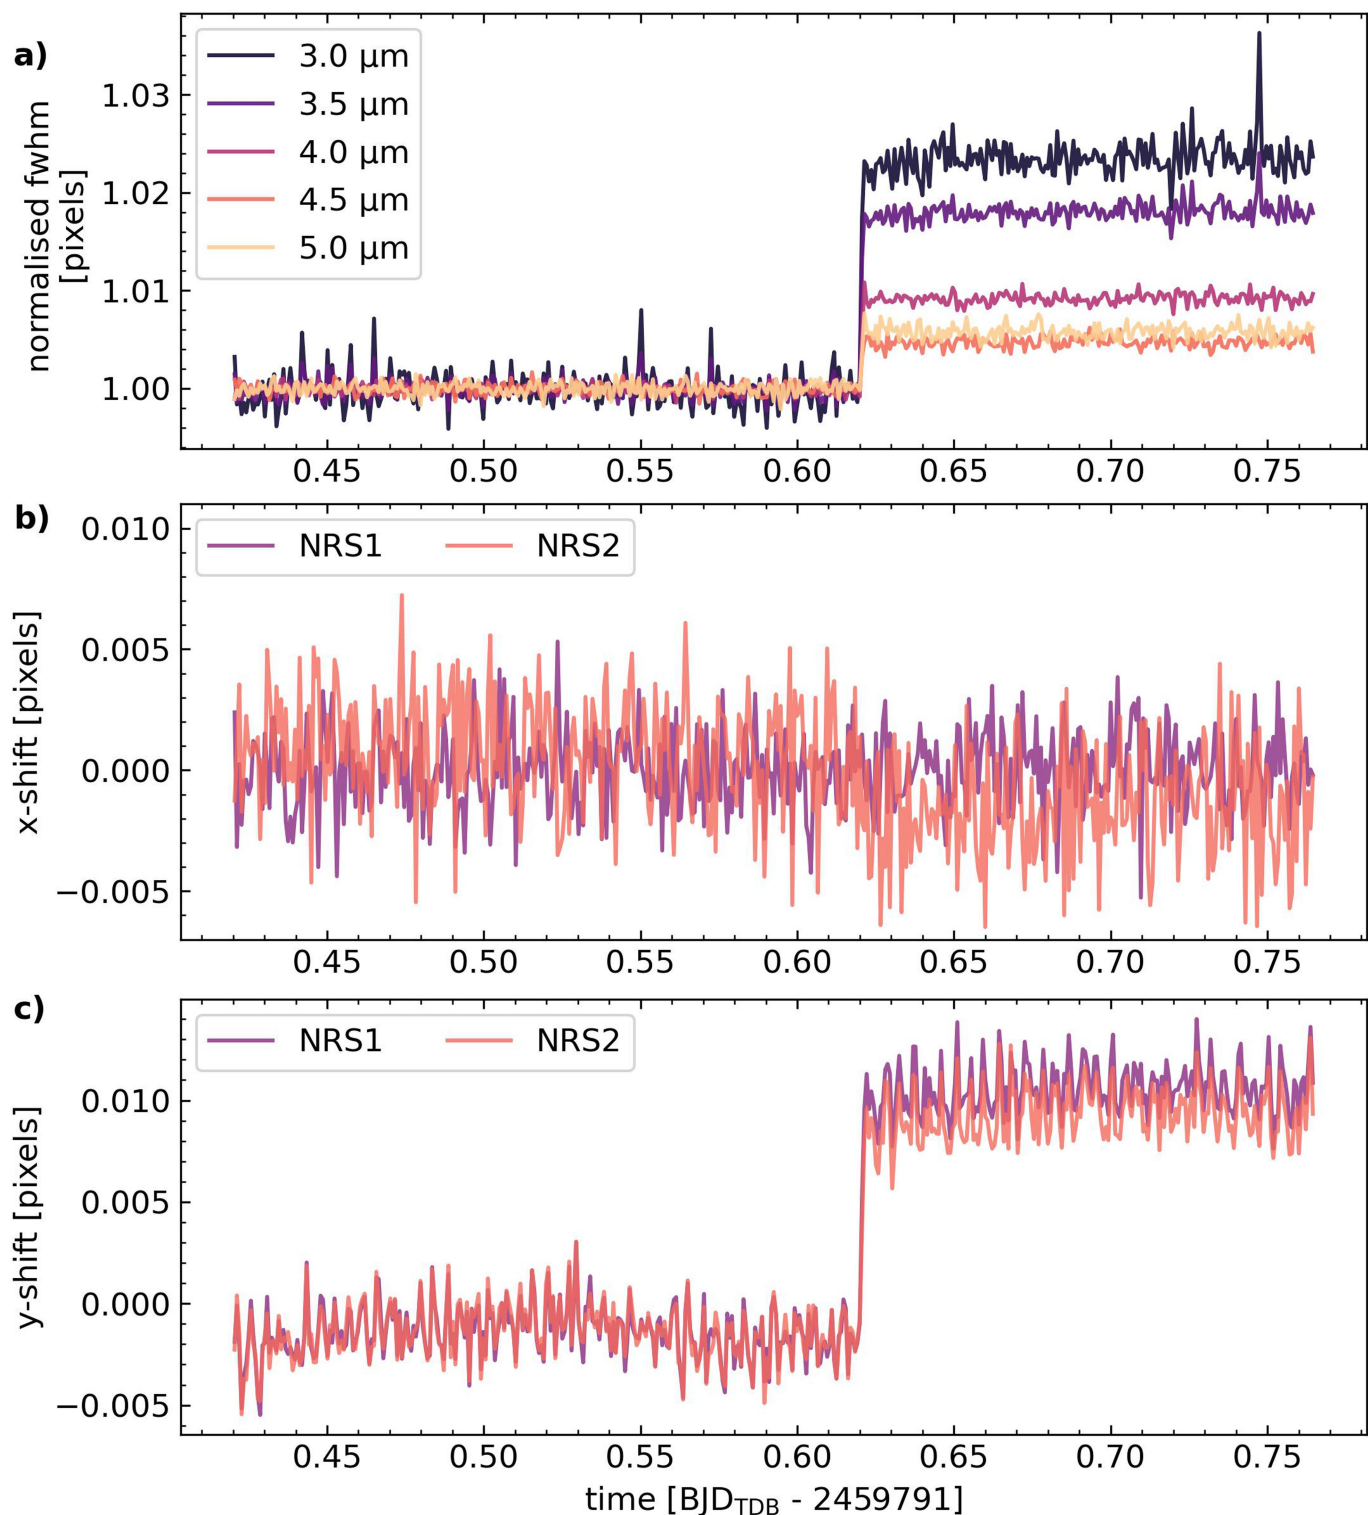 a)
3.0 µm
3.5 µm
4.0 µm
4.5 µm
5.0 µm
normalised fwhm
[pixels]
1.03
1.02
1.01
1.00
0.45 0.50 0.55 0.60 0.65 0.70 0.75
b)
NRS1 NRS2
x-shift [pixels]
0.010
0.005
0.000
−0.005
0.45 0.50 0.55 0.60 0.65 0.70 0.75
c)
NRS1 NRS2
y-shift [pixels]
0.010
0.005
0.000
−0.005
0.45 0.50 0.55 0.60 0.65 0.70 0.75
time [BJDTDB - 2459791]